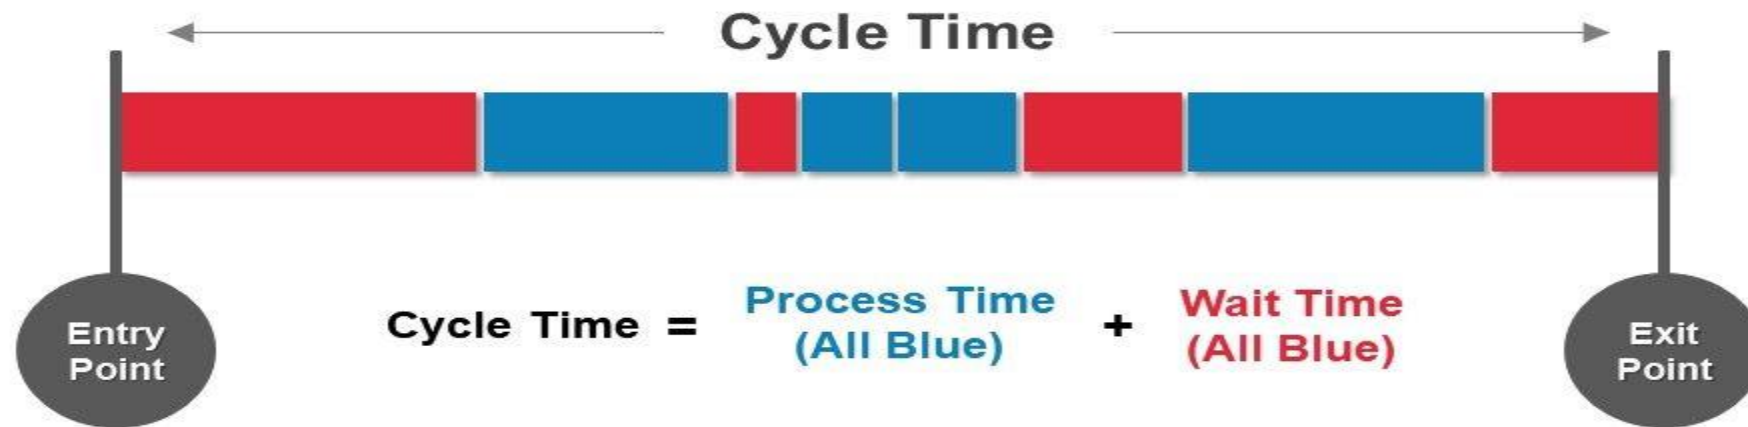 Cycle Time
Cycle Time = Process Time + Wait Time
(All Blue) (All Blue)
Entry
Point
Exit
Point